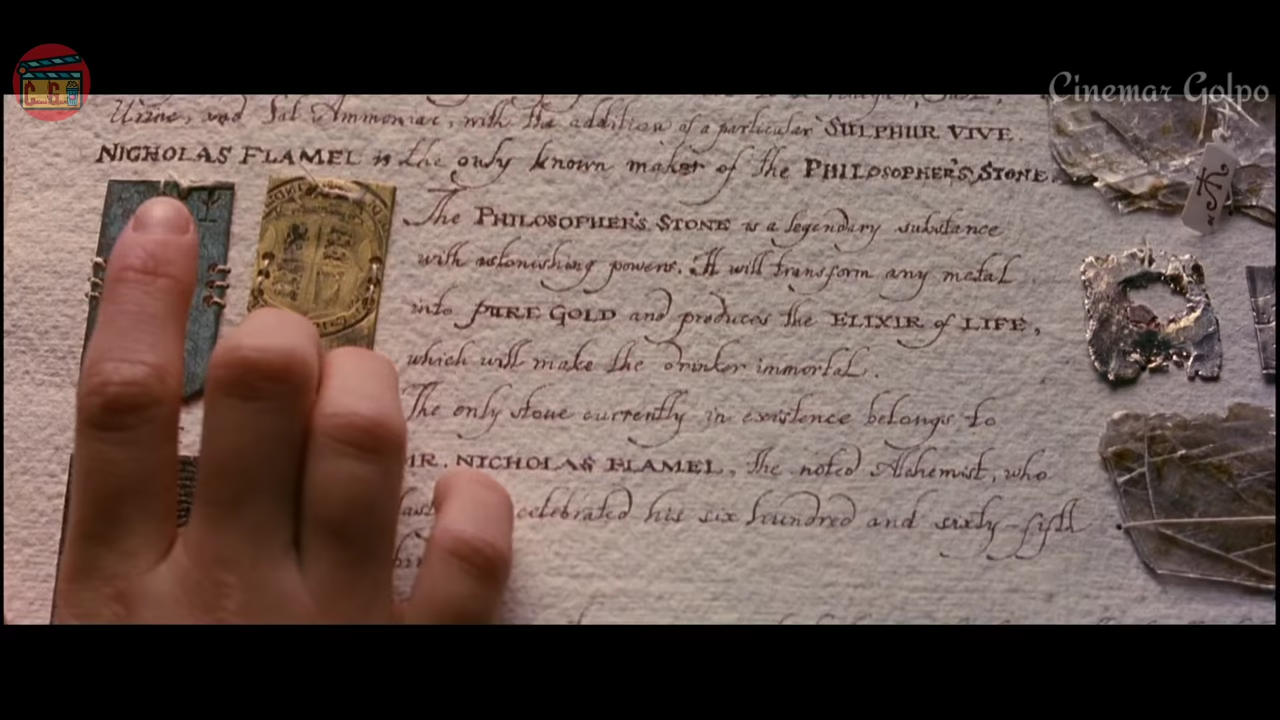 Cinemar Golpo
Urine, and Sal Ammoniac, with the addition of a particular SULPHUR VIVE.
NICHOLAS FLAMEL is the only known maker of the PHILOSOPHER'S STONE.
The PHILOSOPHER'S STONE is a legendary substance
with astonishing powers. It will transform any metal
into PURE GOLD and produces the ELIXIR of LIFE,
which will make the drinker immortal.
The only stone currently in existence belongs to
MR. NICHOLAS FLAMEL, the noted Alchemist, who
celebrated his six hundred and sixty-fifth